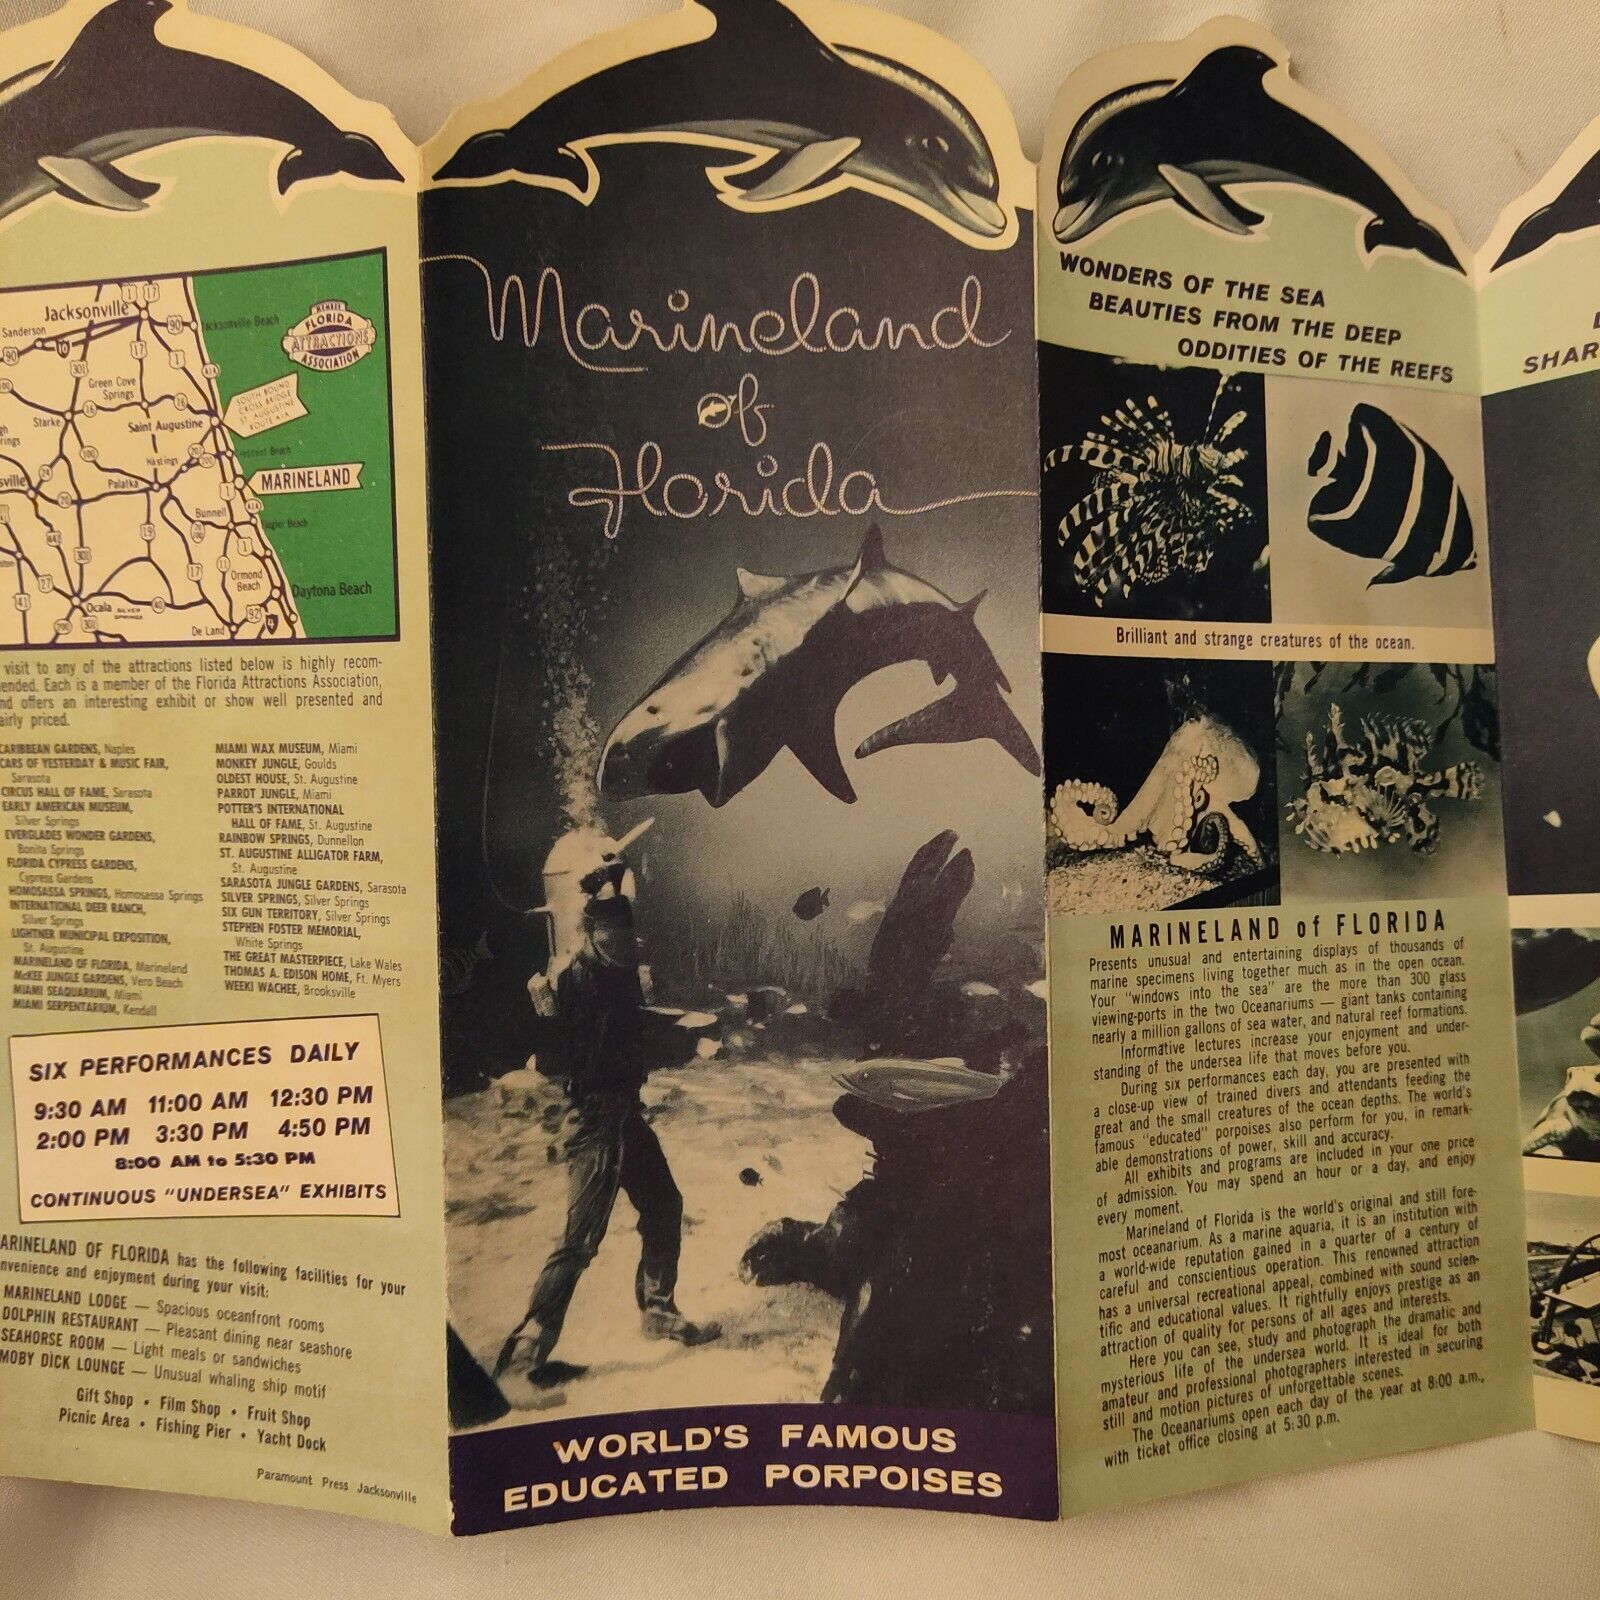 Jacksonville
Sanderson
Jacksonville Beach
MEMBER
FLORIDA
ATTRACTIONS
ASSOCIATION
Green Cove
Springs
SOUTH BOUND
CROSS BRIDGE
ST. AUGUSTINE
ROUTE A1A
Starke
Saint Augustine
Hastings
Crescent Beach
Palatka
MARINELAND
Bunnell
Flagler Beach
Ormond
Beach
Daytona Beach
Ocala
SILVER
SPRINGS
De Land
visit to any of the attractions listed below is highly recom-
ended. Each is a member of the Florida Attractions Association,
nd offers an interesting exhibit or show well presented and
airly priced.
CARIBBEAN GARDENS, Naples
CARS OF YESTERDAY & MUSIC FAIR,
Sarasota
CIRCUS HALL OF FAME, Sarasota
EARLY AMERICAN MUSEUM,
Silver Springs
EVERGLADES WONDER GARDENS,
Bonita Springs
FLORIDA CYPRESS GARDENS,
Cypress Gardens
HOMOSASSA SPRINGS, Homosassa Springs
INTERNATIONAL DEER RANCH,
Silver Springs
LIGHTNER MUNICIPAL EXPOSITION,
St. Augustine
MARINELAND OF FLORIDA, Marineland
McKEE JUNGLE GARDENS, Vero Beach
MIAMI SEAQUARIUM, Miami
MIAMI SERPENTARIUM, Kendall
MIAMI WAX MUSEUM, Miami
MONKEY JUNGLE, Goulds
OLDEST HOUSE, St. Augustine
PARROT JUNGLE, Miami
POTTER'S INTERNATIONAL
HALL OF FAME, St. Augustine
RAINBOW SPRINGS, Dunnellon
ST. AUGUSTINE ALLIGATOR FARM,
St. Augustine
SARASOTA JUNGLE GARDENS, Sarasota
SILVER SPRINGS, Silver Springs
SIX GUN TERRITORY, Silver Springs
STEPHEN FOSTER MEMORIAL,
White Springs
THE GREAT MASTERPIECE, Lake Wales
THOMAS A. EDISON HOME, Ft. Myers
WEEKI WACHEE, Brooksville
SIX PERFORMANCES DAILY
9:30 AM 11:00 AM 12:30 PM
2:00 PM 3:30 PM 4:50 PM
8:00 AM to 5:30 PM
CONTINUOUS "UNDERSEA" EXHIBITS
ARINELAND OF FLORIDA has the following facilities for your
nvenience and enjoyment during your visit:
MARINELAND LODGE — Spacious oceanfront rooms
DOLPHIN RESTAURANT — Pleasant dining near seashore
SEAHORSE ROOM — Light meals or sandwiches
MOBY DICK LOUNGE — Unusual whaling ship motif
Gift Shop • Film Shop • Fruit Shop
Picnic Area • Fishing Pier • Yacht Dock
Paramount Press Jacksonville
Marineland
of
Florida
WORLD'S FAMOUS
EDUCATED PORPOISES
WONDERS OF THE SEA
BEAUTIES FROM THE DEEP
ODDITIES OF THE REEFS
Brilliant and strange creatures of the ocean.
MARINELAND of FLORIDA
Presents unusual and entertaining displays of thousands of
marine specimens living together much as in the open ocean.
Your "windows into the sea" are the more than 300 glass
viewing-ports in the two Oceanariums — giant tanks containing
nearly a million gallons of sea water, and natural reef formations.
Informative lectures increase your enjoyment and under-
standing of the undersea life that moves before you.
During six performances each day, you are presented with
a close-up view of trained divers and attendants feeding the
great and the small creatures of the ocean depths. The world's
famous "educated" porpoises also perform for you, in remark-
able demonstrations of power, skill and accuracy.
All exhibits and programs are included in your one price
of admission. You may spend an hour or a day, and enjoy
every moment.
Marineland of Florida is the world's original and still fore-
most oceanarium. As a marine aquaria, it is an institution with
a world-wide reputation gained in a quarter of a century of
careful and conscientious operation. This renowned attraction
has a universal recreational appeal, combined with sound scien-
tific and educational values. It rightfully enjoys prestige as an
attraction of quality for persons of all ages and interests.
Here you can see, study and photograph the dramatic and
mysterious life of the undersea world. It is ideal for both
amateur and professional photographers interested in securing
still and motion pictures of unforgettable scenes.
The Oceanariums open each day of the year at 8:00 a.m.,
with ticket office closing at 5:30 p.m.
SHAR